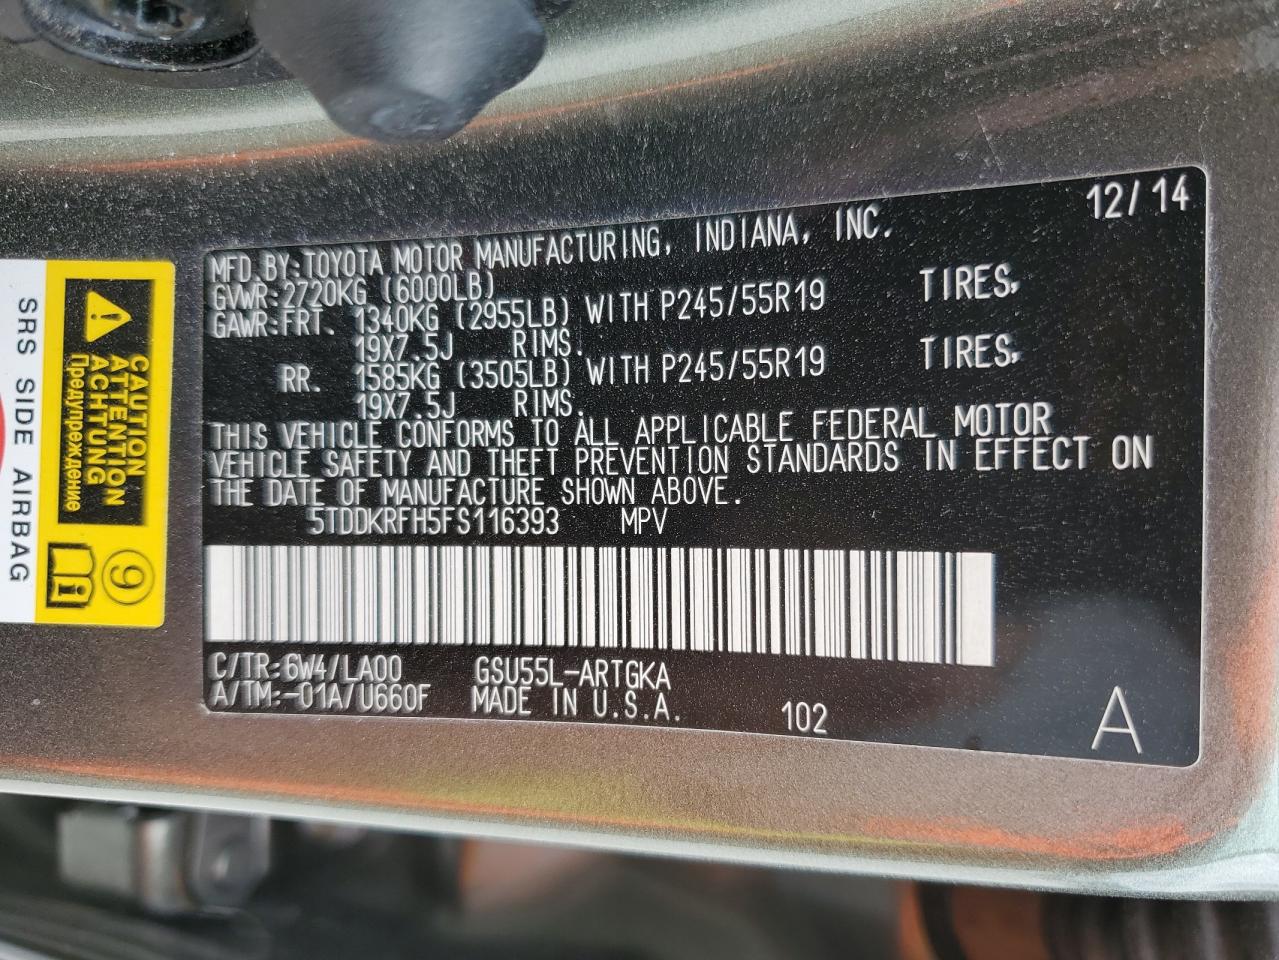 12/14
MFD.BY:TOYOTA MOTOR MANUFACTURING, INDIANA, INC.
GVWR:2720KG (6000LB)
GAWR:FRT. 1340KG (2955LB) WITH P245/55R19 TIRES,
19X7.5J RIMS.
RR. 1585KG (3505LB) WITH P245/55R19 TIRES,
19X7.5J RIMS.
THIS VEHICLE CONFORMS TO ALL APPLICABLE FEDERAL MOTOR
VEHICLE SAFETY AND THEFT PREVENTION STANDARDS IN EFFECT ON
THE DATE OF MANUFACTURE SHOWN ABOVE.
5TDDKRFH5FS116393 MPV
C/TR:6W4/LA00 GSU55L-ARTGKA
A/TM:-01A/U660F MADE IN U.S.A. 102
A
SRS SIDE AIRBAG
CAUTION
ATTENTION
ACHTUNG
Предупреждение
9